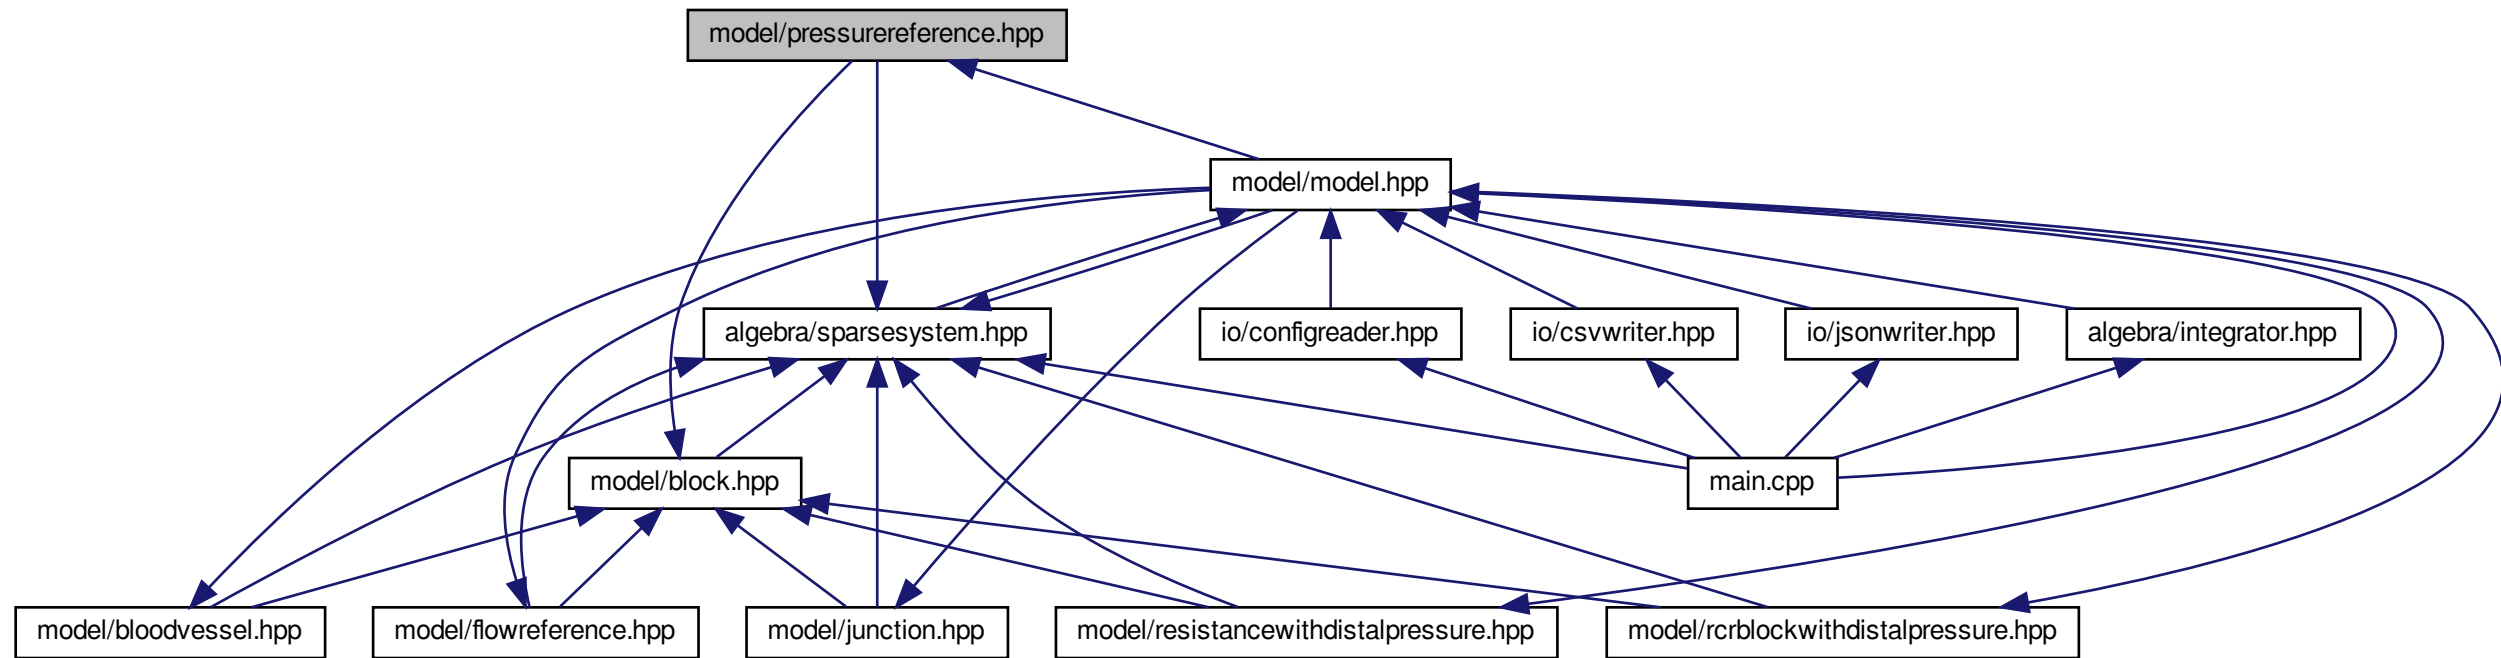 model/pressurereference.hpp
model/model.hpp
algebra/sparsesystem.hpp
io/configreader.hpp
io/csvwriter.hpp
io/jsonwriter.hpp
algebra/integrator.hpp
model/block.hpp
main.cpp
model/bloodvessel.hpp
model/flowreference.hpp
model/junction.hpp
model/resistancewithdistalpressure.hpp
model/rcrblockwithdistalpressure.hpp